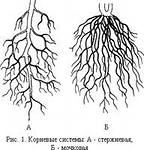 А
Б
Рис. 1. Корневые системы: А - стержневая,
Б - мочковая